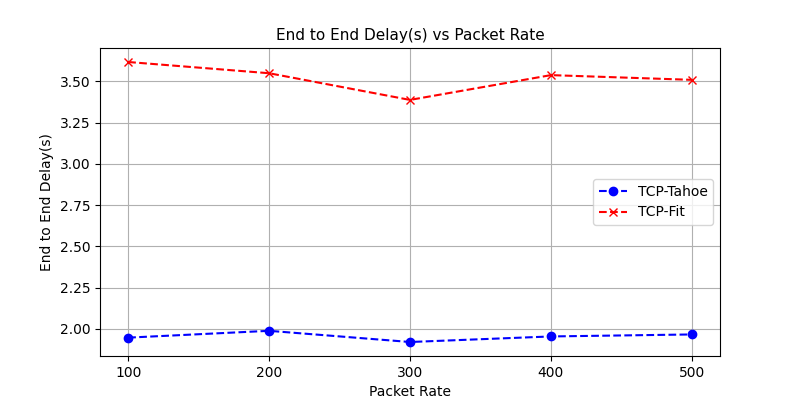 End to End Delay(s) vs Packet Rate
End to End Delay(s)
3.50
3.25
3.00
2.75
2.50
2.25
2.00
TCP-Tahoe
TCP-Fit
100 200 300 400 500
Packet Rate